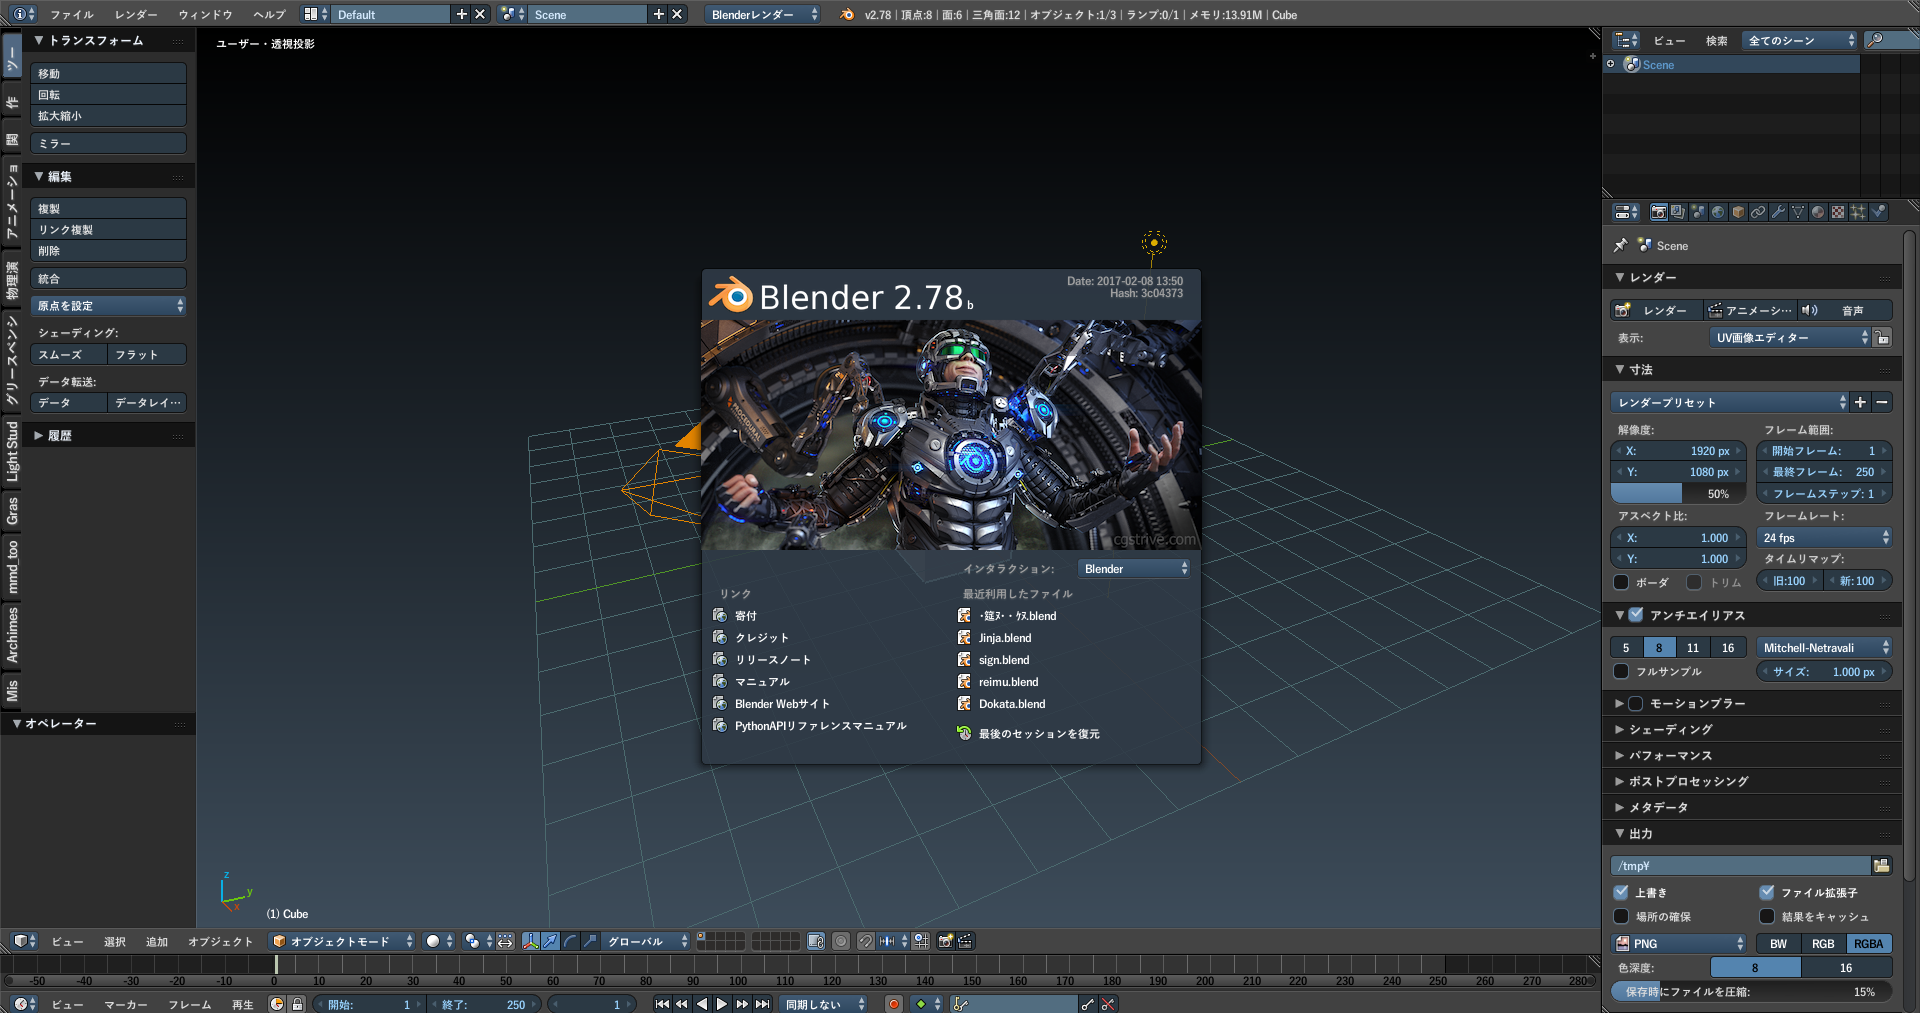 ファイル レンダー ウィンドウ ヘルプ Default Scene Blenderレンダー v2.78 | 頂点:8 | 面:6 | 三角面:12 | オブジェクト:1/3 | ランプ:0/1 | メモリ:13.91M | Cube
ツー
作
関
アニメーショ
物理演
グリースペンシ
Light Stud
Gras
mmd_too
Archimes
Mis
トランスフォーム
移動
回転
拡大縮小
ミラー
編集
複製
リンク複製
削除
統合
原点を設定
シェーディング:
スムーズ フラット
データ転送:
データ データレイ…
履歴
オペレーター
ユーザー・透視投影
Blender 2.78 b
Date: 2017-02-08 13:50
Hash: 3c04373
PROCEDURAL
cgstrive.com
インタラクション: Blender
リンク
寄付
クレジット
リリースノート
マニュアル
Blender Webサイト
PythonAPIリファレンスマニュアル
最近利用したファイル
Jinja.blend
sign.blend
reimu.blend
Dokata.blend
最後のセッションを復元
z
y
x
(1) Cube
ビュー 選択 追加 オブジェクト オブジェクトモード グローバル
-50 -40 -30 -20 -10 0 10 20 30 40 50 60 70 80 90 100 110 120 130 140 150 160 170 180 190 200 210 220 230 240 250 260 270 280
ビュー マーカー フレーム 再生 開始: 1 終了: 250 1 同期しない
ビュー 検索 全てのシーン
Scene
Scene
レンダー
レンダー アニメーシ… 音声
表示: UV画像エディター
寸法
レンダープリセット
解像度: フレーム範囲:
X: 1920 px 開始フレーム: 1
Y: 1080 px 最終フレーム: 250
50% フレームステップ: 1
アスペクト比: フレームレート:
X: 1.000 24 fps
Y: 1.000 タイムリマップ:
ボーダ トリム 旧:100 新:100
アンチエイリアス
5 8 11 16 Mitchell-Netravali
フルサンプル サイズ: 1.000 px
モーションブラー
シェーディング
パフォーマンス
ポストプロセッシング
メタデータ
出力
/tmp¥
上書き ファイル拡張子
場所の確保 結果をキャッシュ
PNG BW RGB RGBA
色深度: 8 16
保存時にファイルを圧縮: 15%